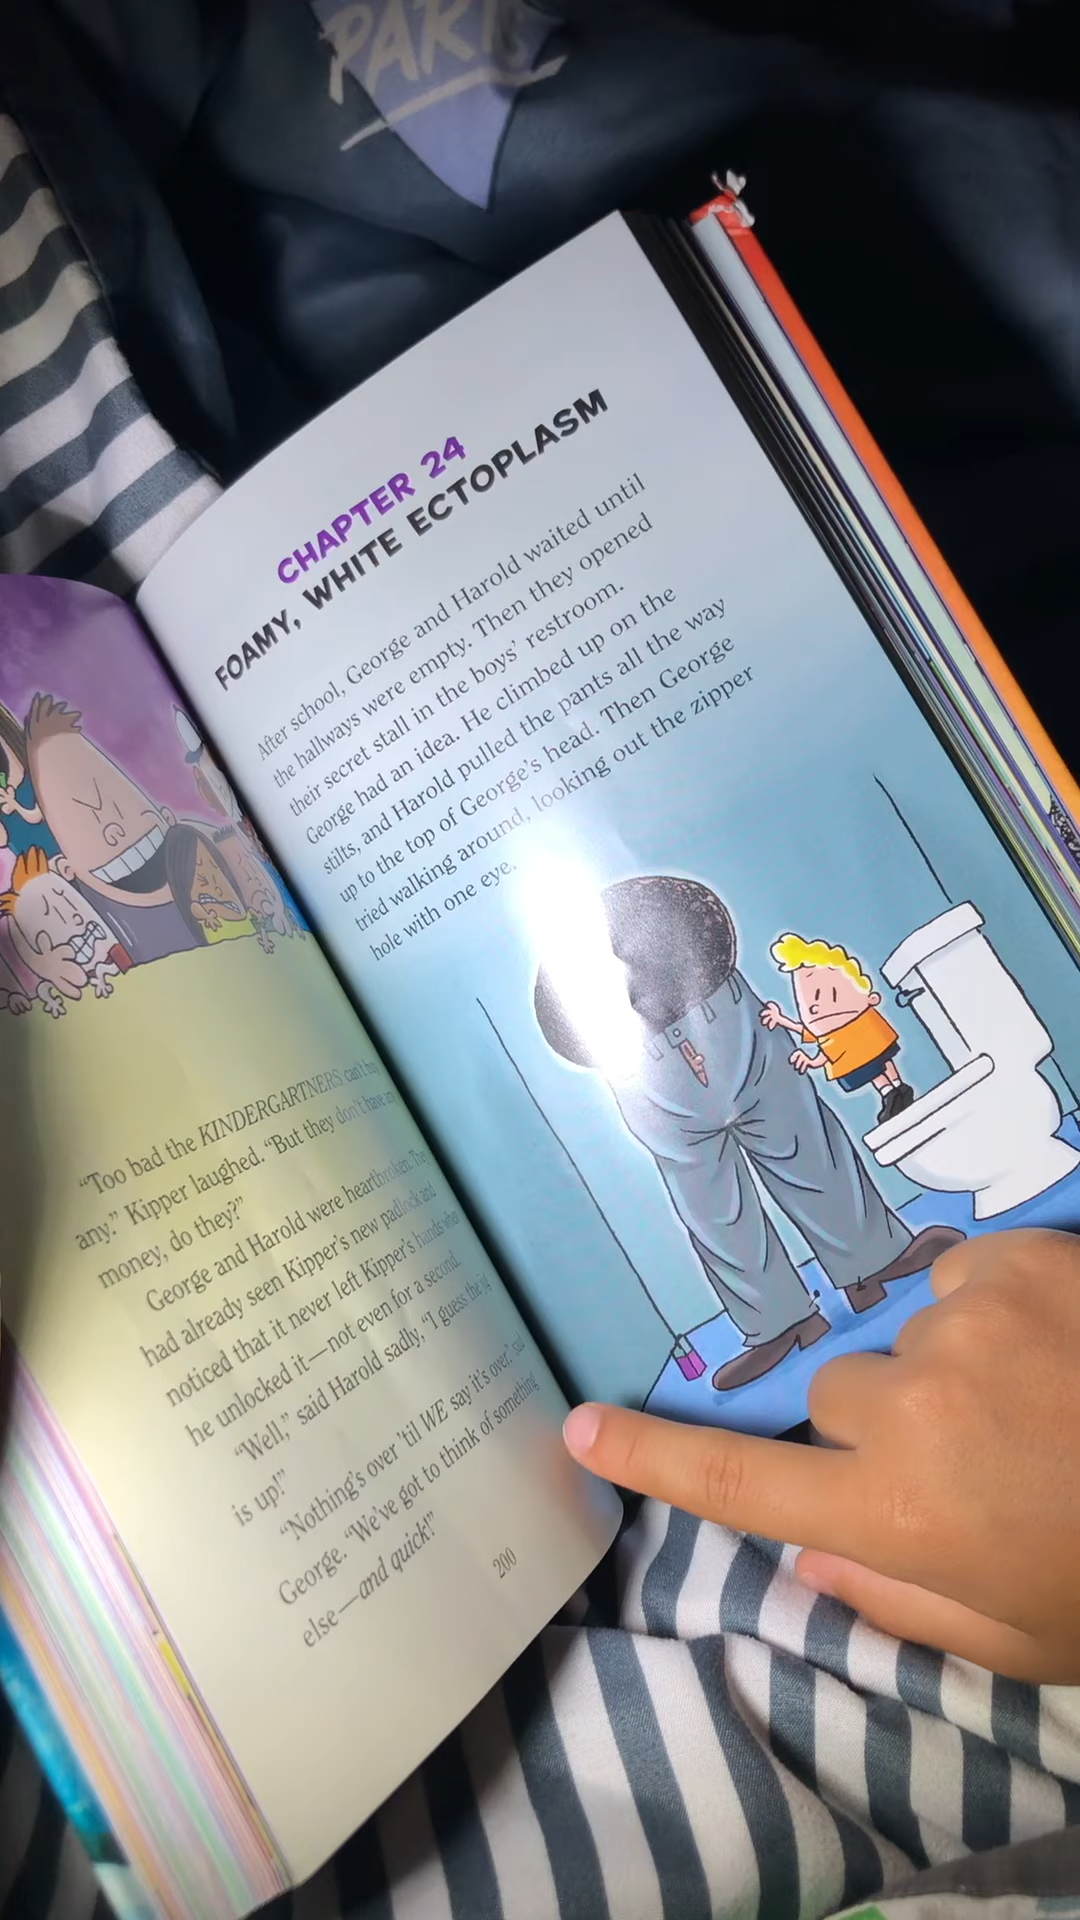 PARIS
"Too bad the KINDERGARTNERS can't buy
any." Kipper laughed. "But they don't have any
money, do they?"
George and Harold were heartbroken. They
had already seen Kipper's new padlock and
noticed that it never left Kipper's hands when
he unlocked it—not even for a second.
"Well," said Harold sadly, "I guess the jig
is up!"
"Nothing's over 'til WE say it's over," said
George. "We've got to think of something
else—and quick!"
200
CHAPTER 24
FOAMY, WHITE ECTOPLASM
After school, George and Harold waited until
the hallways were empty. Then they opened
their secret stall in the boys' restroom.
George had an idea. He climbed up on the
stilts, and Harold pulled the pants all the way
up to the top of George's head. Then George
tried walking around, looking out the zipper
hole with one eye.